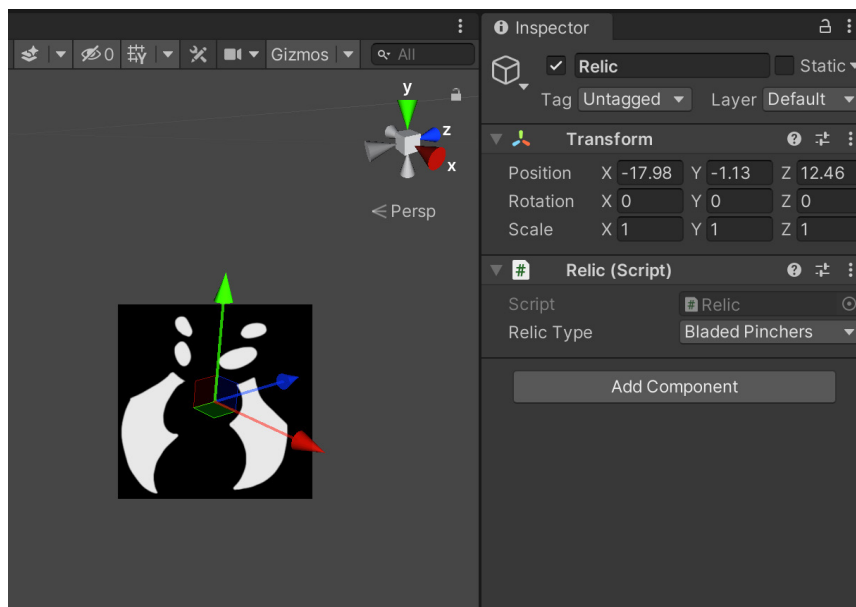 Inspector
0
Gizmos
All
Relic
Static
Tag Untagged Layer Default
y
z
x
Persp
Transform
Position X -17.98 Y -1.13 Z 12.46
Rotation X 0 Y 0 Z 0
Scale X 1 Y 1 Z 1
# Relic (Script)
Script # Relic
Relic Type Bladed Pinchers
Add Component